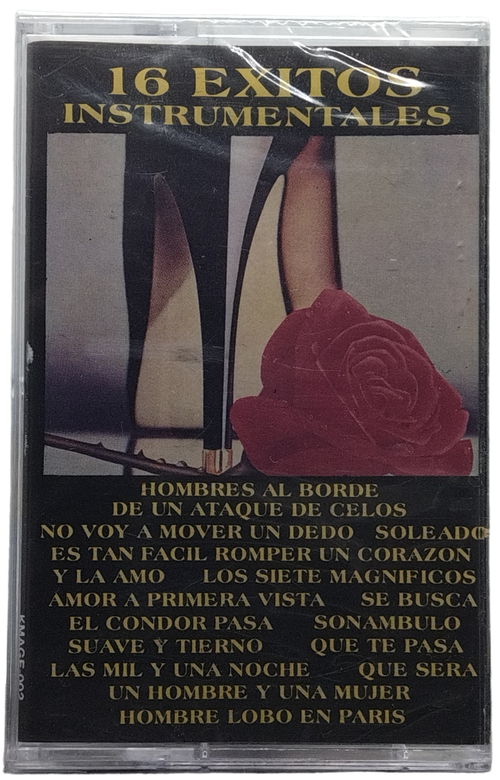 16 EXITOS
INSTRUMENTALES
HOMBRES AL BORDE
DE UN ATAQUE DE CELOS
NO VOY A MOVER UN DEDO SOLEADO
ES TAN FACIL ROMPER UN CORAZON
Y LA AMO LOS SIETE MAGNIFICOS
AMOR A PRIMERA VISTA SE BUSCA
EL CONDOR PASA SONAMBULO
SUAVE Y TIERNO QUE TE PASA
LAS MIL Y UNA NOCHE QUE SERA
UN HOMBRE Y UNA MUJER
HOMBRE LOBO EN PARIS